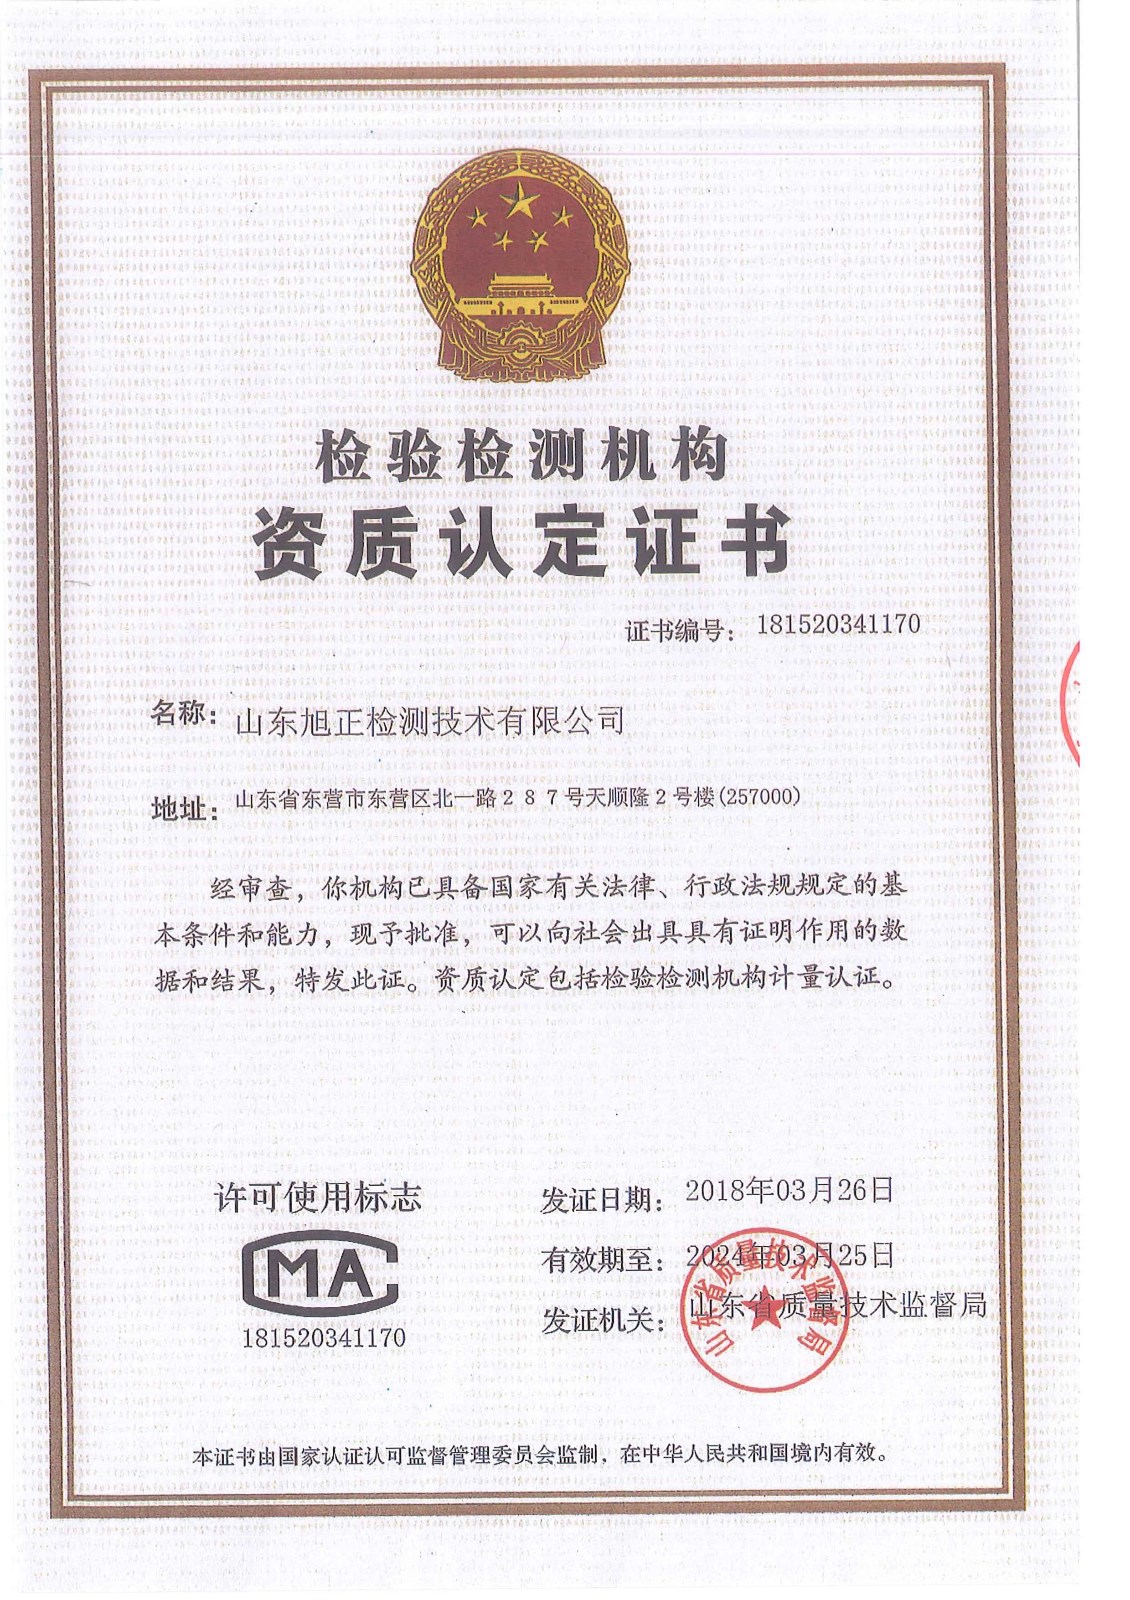 检验检测机构
资质认定证书
证书编号：181520341170
名称：山东旭正检测技术有限公司
地址：山东省东营市东营区北一路２８７号天顺隆２号楼(257000)
经审查，你机构已具备国家有关法律、行政法规规定的基
本条件和能力，现予批准，可以向社会出具具有证明作用的数
据和结果，特发此证。资质认定包括检验检测机构计量认证。
许可使用标志
MA
181520341170
发证日期：2018年03月26日
有效期至：2024年03月25日
发证机关：山东省质量技术监督局
山东省质量技术监督局
本证书由国家认证认可监督管理委员会监制，在中华人民共和国境内有效。